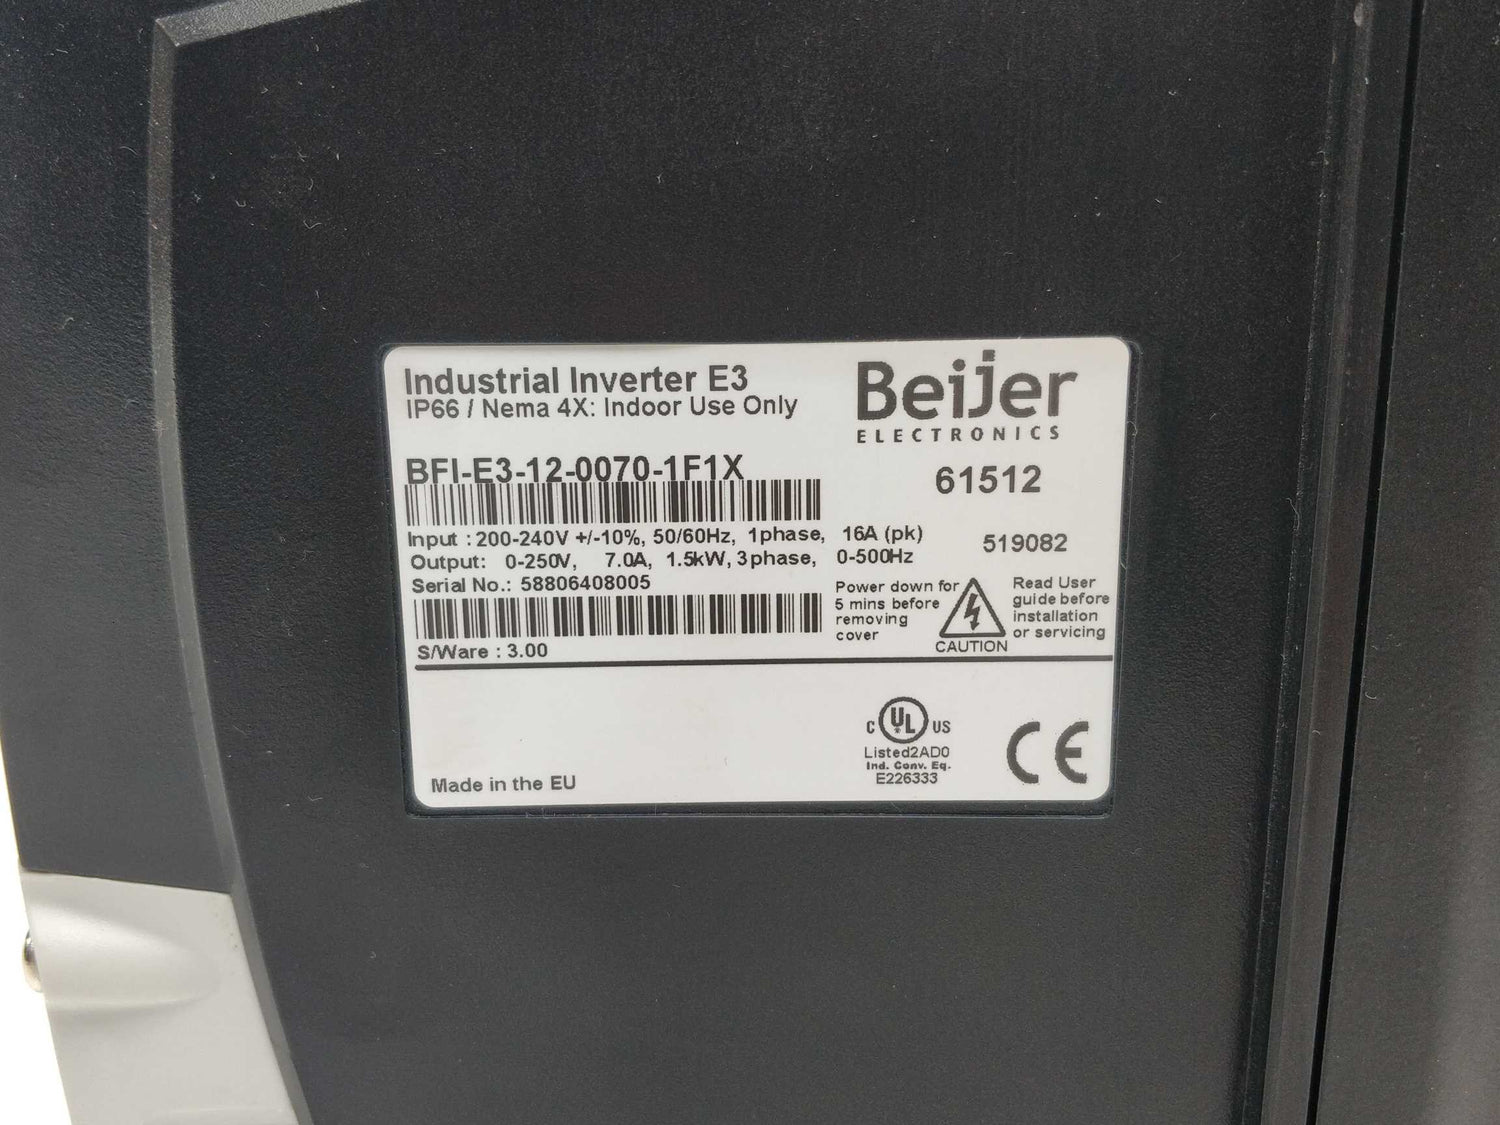 Industrial Inverter E3
IP66 / Nema 4X: Indoor Use Only
Beijer
ELECTRONICS
BFI-E3-12-0070-1F1X
61512
Input : 200-240V +/-10%, 50/60Hz, 1phase, 16A (pk)
519082
Output: 0-250V, 7.0A, 1.5kW, 3phase, 0-500Hz
Serial No.: 58806408005
Power down for
5 mins before
removing
cover
CAUTION
Read User
guide before
installation
or servicing
S/Ware : 3.00
C UL US
Listed2AD0
Ind. Conv. Eq.
E226333
CE
Made in the EU